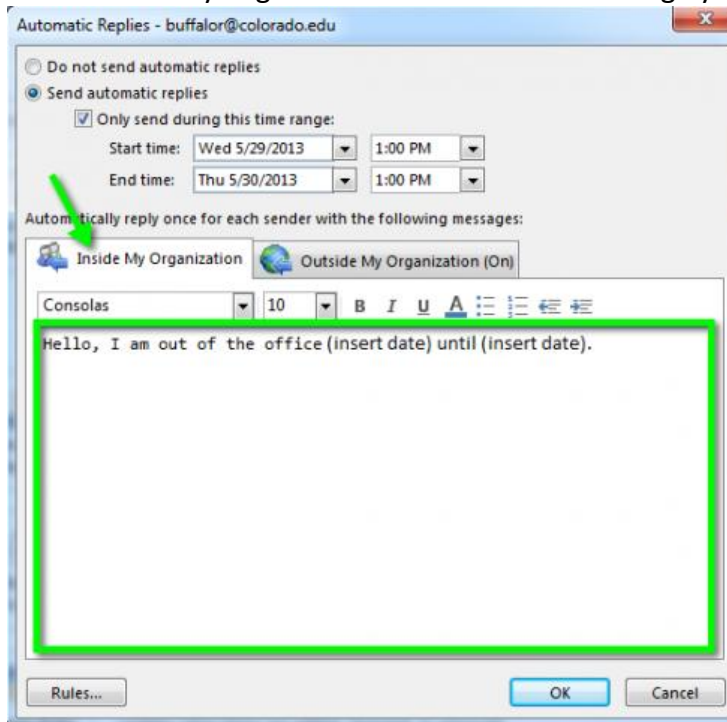 Automatic Replies - buffalor@colorado.edu
Do not send automatic replies
Send automatic replies
Only send during this time range:
Start time: Wed 5/29/2013 1:00 PM
End time: Thu 5/30/2013 1:00 PM
Automatically reply once for each sender with the following messages:
Inside My Organization Outside My Organization (On)
Consolas 10 B I U A
Hello, I am out of the office (insert date) until (insert date).
Rules... OK Cancel